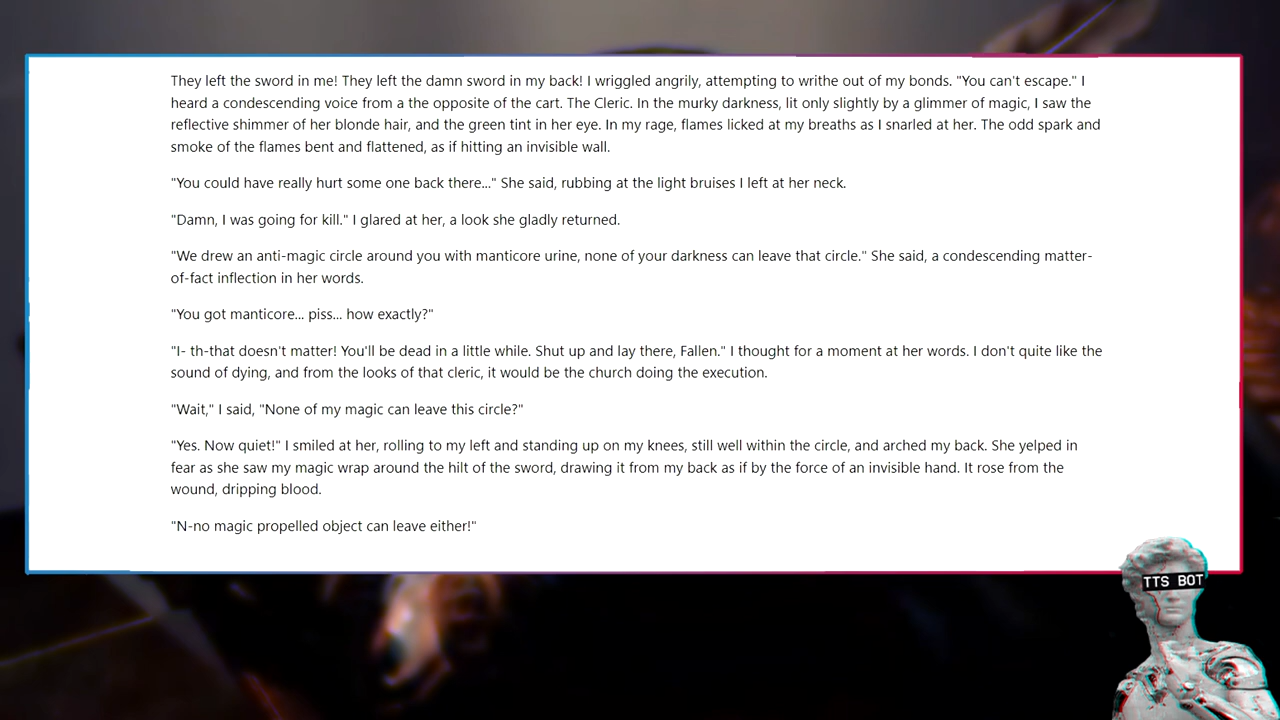 They left the sword in me! They left the damn sword in my back! I wriggled angrily, attempting to writhe out of my bonds. "You can't escape." I
heard a condescending voice from a the opposite of the cart. The Cleric. In the murky darkness, lit only slightly by a glimmer of magic, I saw the
reflective shimmer of her blonde hair, and the green tint in her eye. In my rage, flames licked at my breaths as I snarled at her. The odd spark and
smoke of the flames bent and flattened, as if hitting an invisible wall.
"You could have really hurt some one back there..." She said, rubbing at the light bruises I left at her neck.
"Damn, I was going for kill." I glared at her, a look she gladly returned.
"We drew an anti-magic circle around you with manticore urine, none of your darkness can leave that circle." She said, a condescending matter-
of-fact inflection in her words.
"You got manticore... piss... how exactly?"
"I- th-that doesn't matter! You'll be dead in a little while. Shut up and lay there, Fallen." I thought for a moment at her words. I don't quite like the
sound of dying, and from the looks of that cleric, it would be the church doing the execution.
"Wait," I said, "None of my magic can leave this circle?"
"Yes. Now quiet!" I smiled at her, rolling to my left and standing up on my knees, still well within the circle, and arched my back. She yelped in
fear as she saw my magic wrap around the hilt of the sword, drawing it from my back as if by the force of an invisible hand. It rose from the
wound, dripping blood.
"N-no magic propelled object can leave either!"
TTS BOT